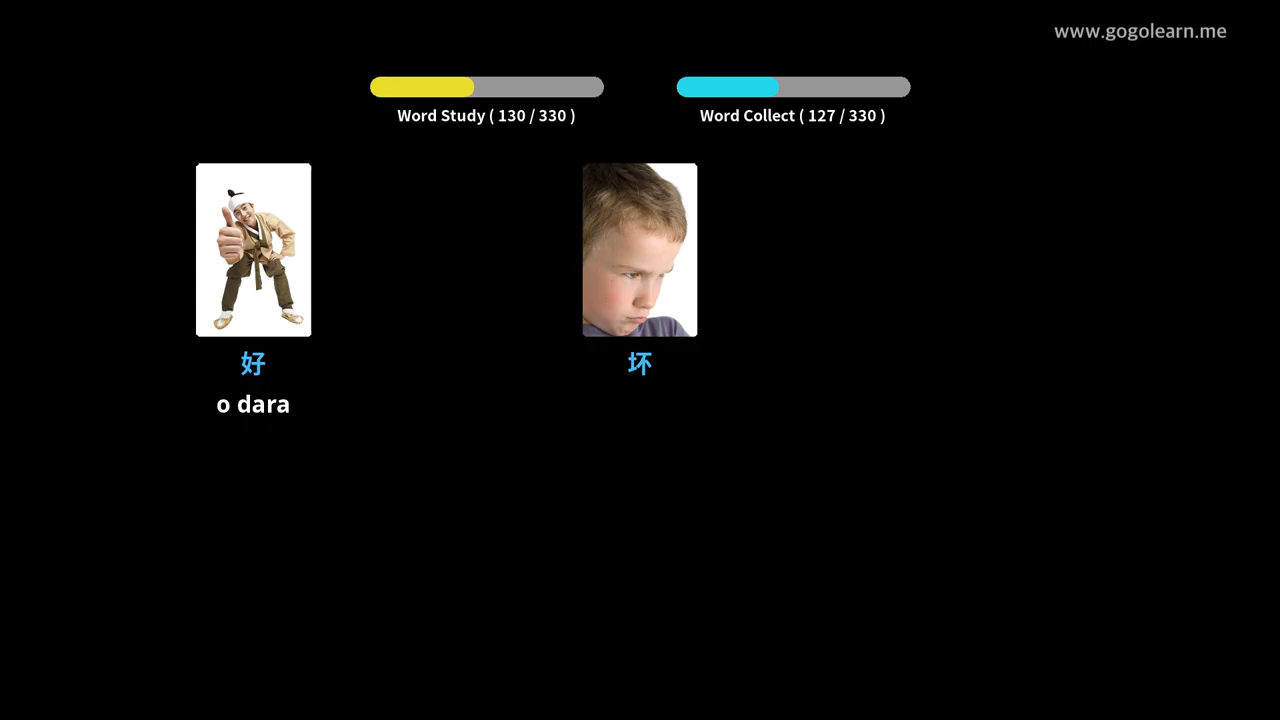 www.gogolearn.me
Word Study ( 130 / 330 )
Word Collect ( 127 / 330 )
好
坏
o dara